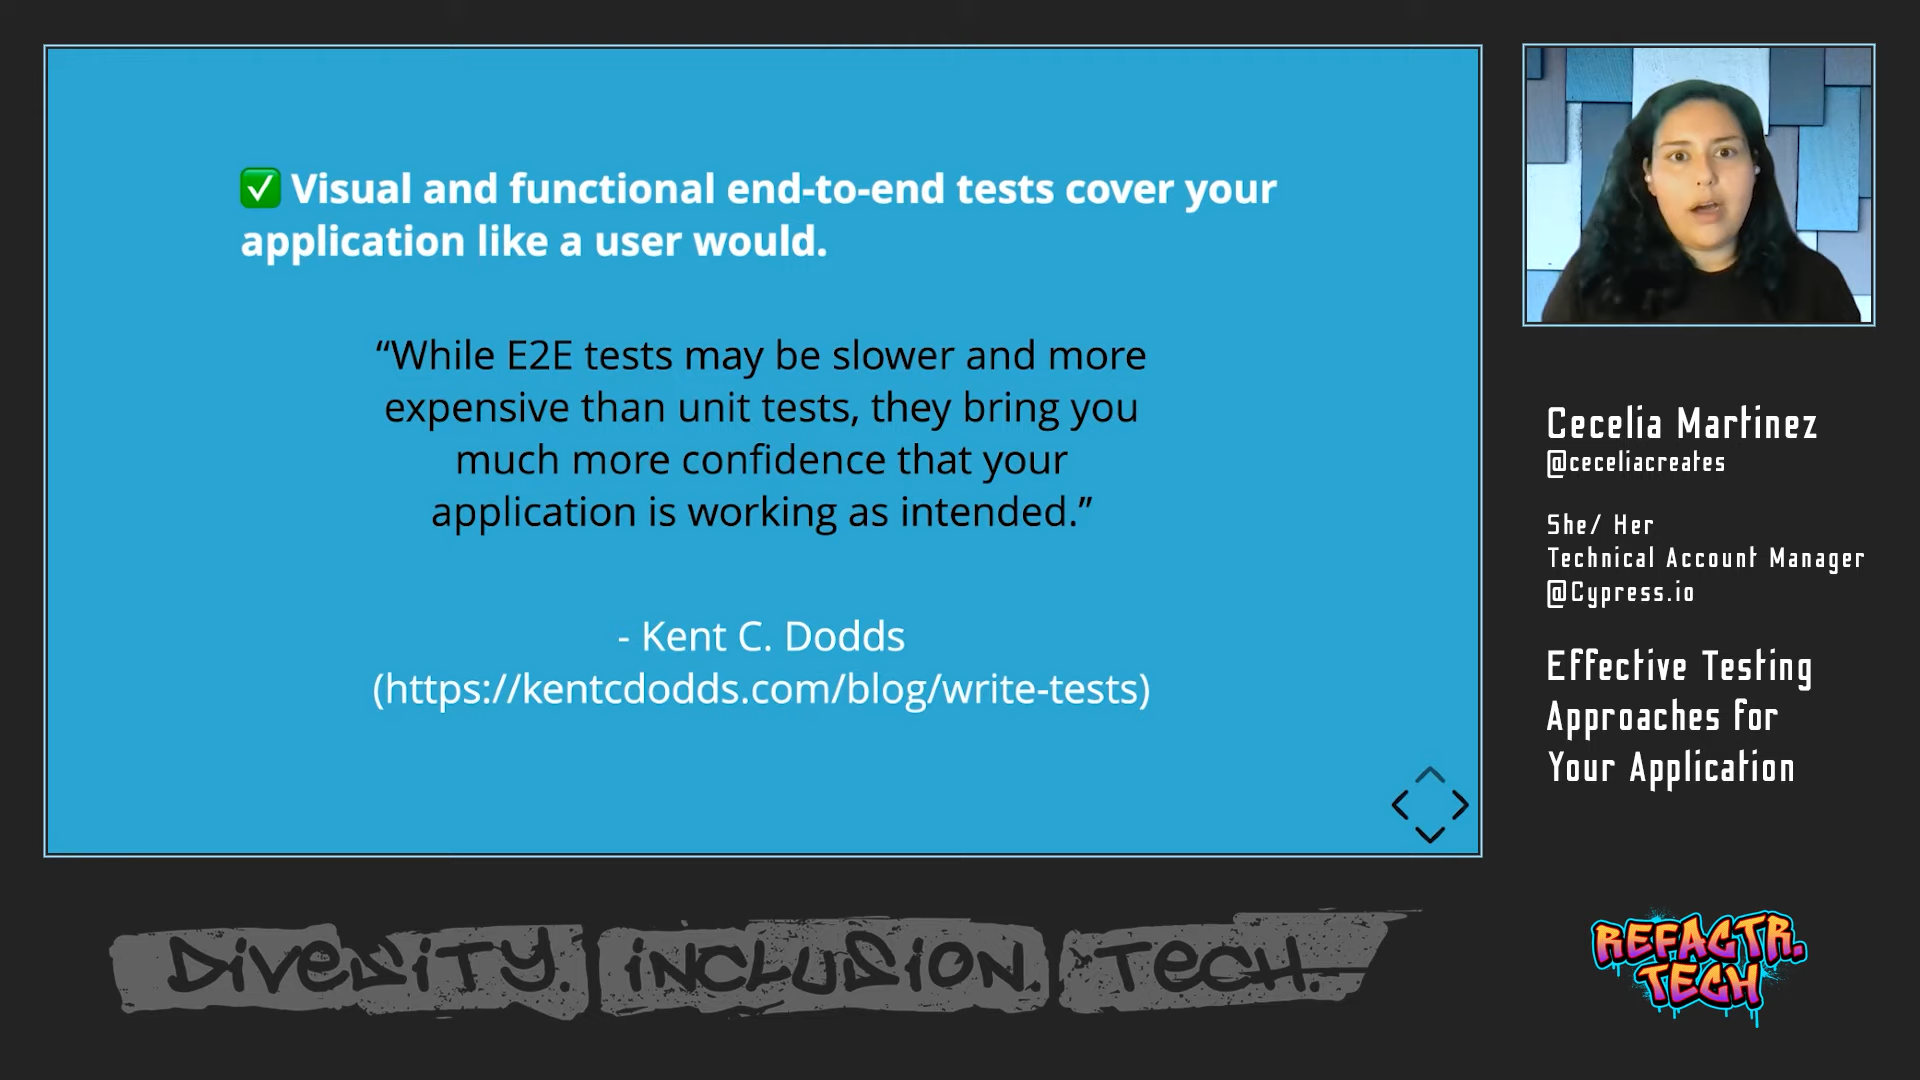 ✅ Visual and functional end-to-end tests cover your
application like a user would.
“While E2E tests may be slower and more
expensive than unit tests, they bring you
much more confidence that your
application is working as intended.”
- Kent C. Dodds
(https://kentcdodds.com/blog/write-tests)
Cecelia Martinez
@ceceliacreates
She/ Her
Technical Account Manager
@Cypress.io
Effective Testing
Approaches for
Your Application
DiveRSiTY. iNCLUSiON. TeCH.
REFACTR.
TECH